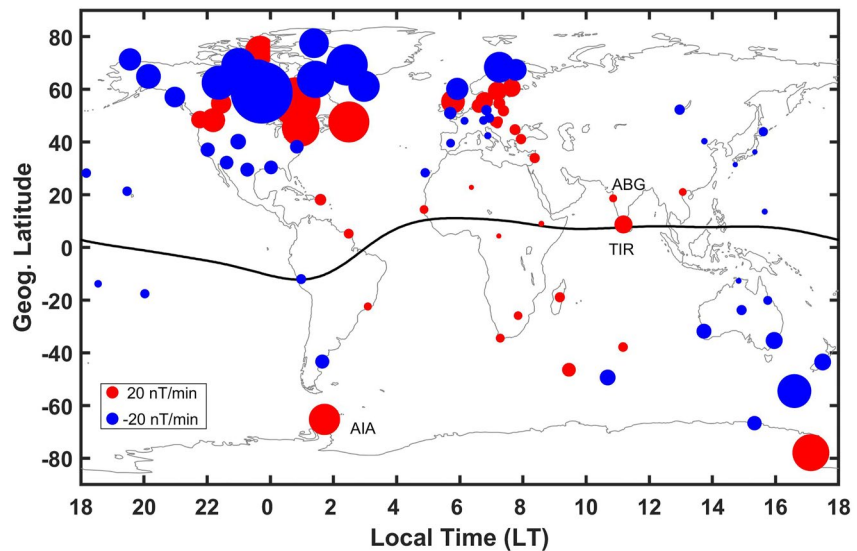 80
60
40
20
0
-20
-40
-60
-80
Geog. Latitude
ABG
TIR
AIA
20 nT/min
-20 nT/min
18 20 22 0 2 4 6 8 10 12 14 16 18
Local Time (LT)